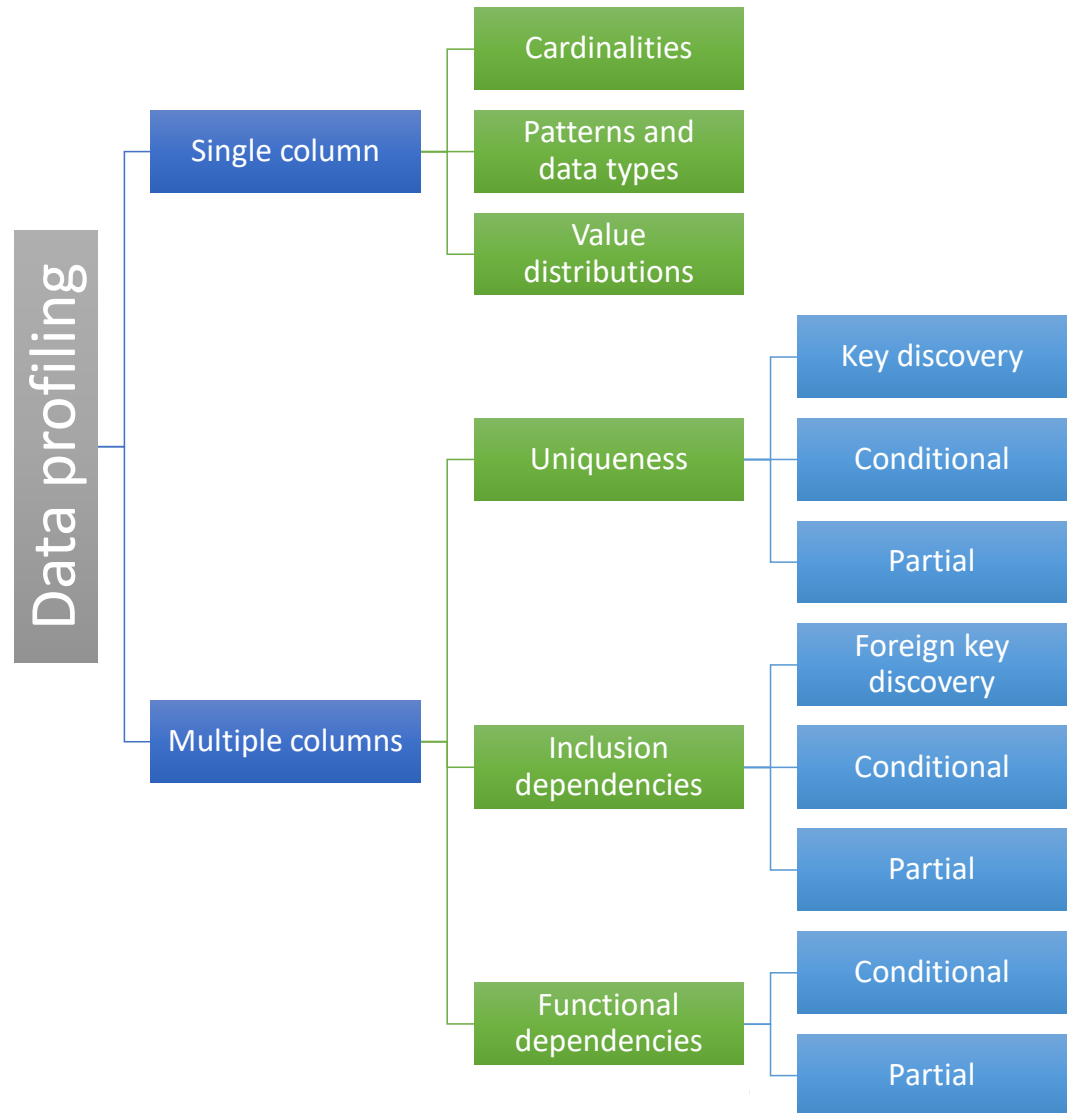 Data profiling
Single column
Cardinalities
Patterns and
data types
Value
distributions
Multiple columns
Uniqueness
Key discovery
Conditional
Partial
Inclusion
dependencies
Foreign key
discovery
Conditional
Partial
Functional
dependencies
Conditional
Partial